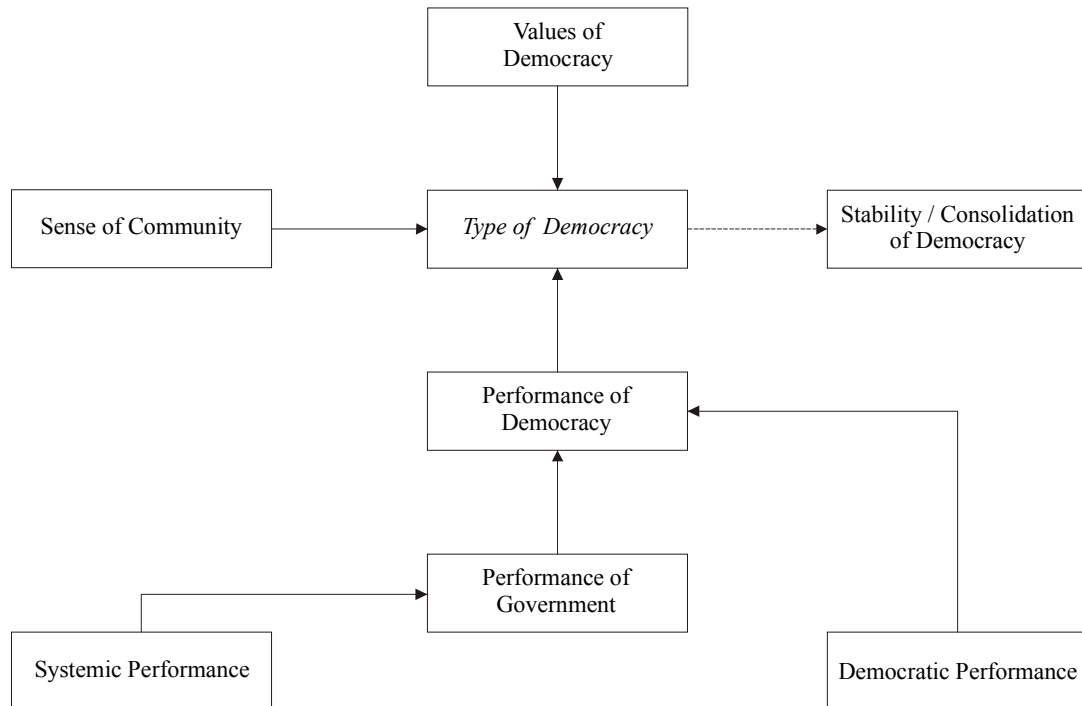 Values of
Democracy
Sense of Community
Type of Democracy
Stability / Consolidation
of Democracy
Performance of
Democracy
Performance of
Government
Systemic Performance
Democratic Performance